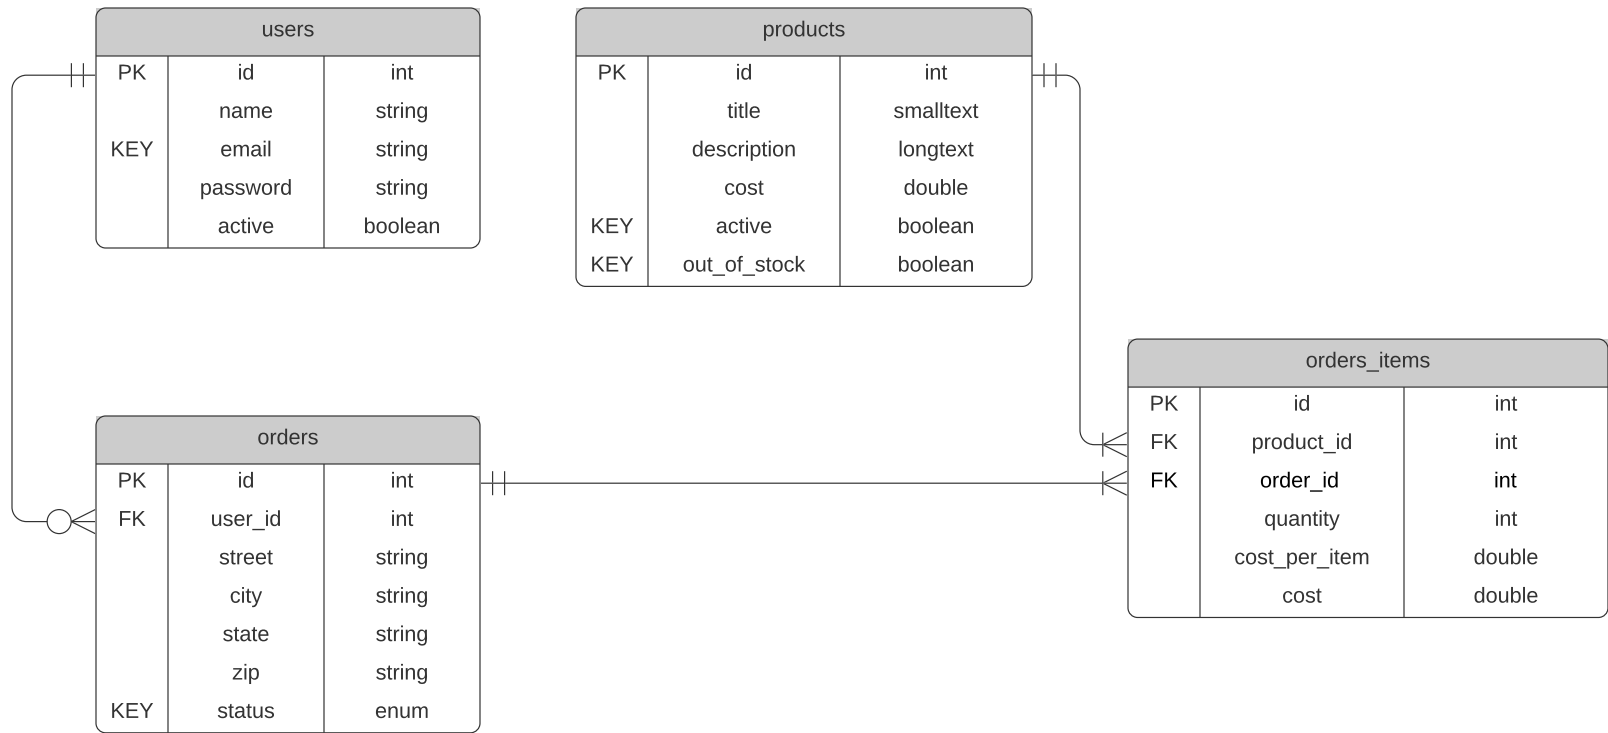 users
PK id int
name string
KEY email string
password string
active boolean
products
PK id int
title smalltext
description longtext
cost double
KEY active boolean
KEY out_of_stock boolean
orders
PK id int
FK user_id int
street string
city string
state string
zip string
KEY status enum
orders_items
PK id int
FK product_id int
FK order_id int
quantity int
cost_per_item double
cost double